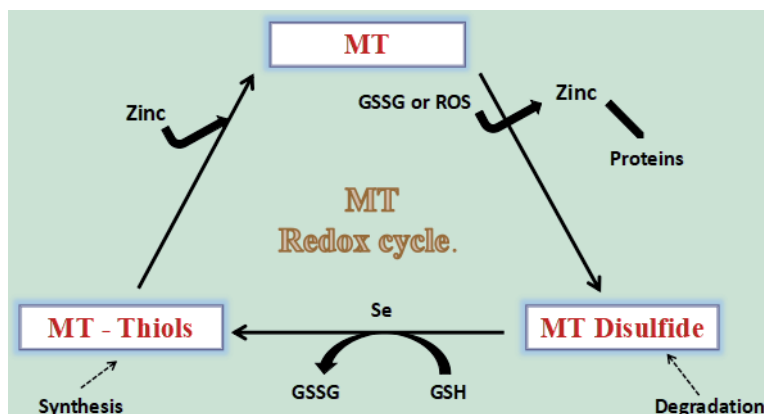 MT
Zinc
GSSG or ROS
Zinc
Proteins
MT
Redox cycle.
MT - Thiols
Se
MT Disulfide
GSSG
GSH
Synthesis
Degradation